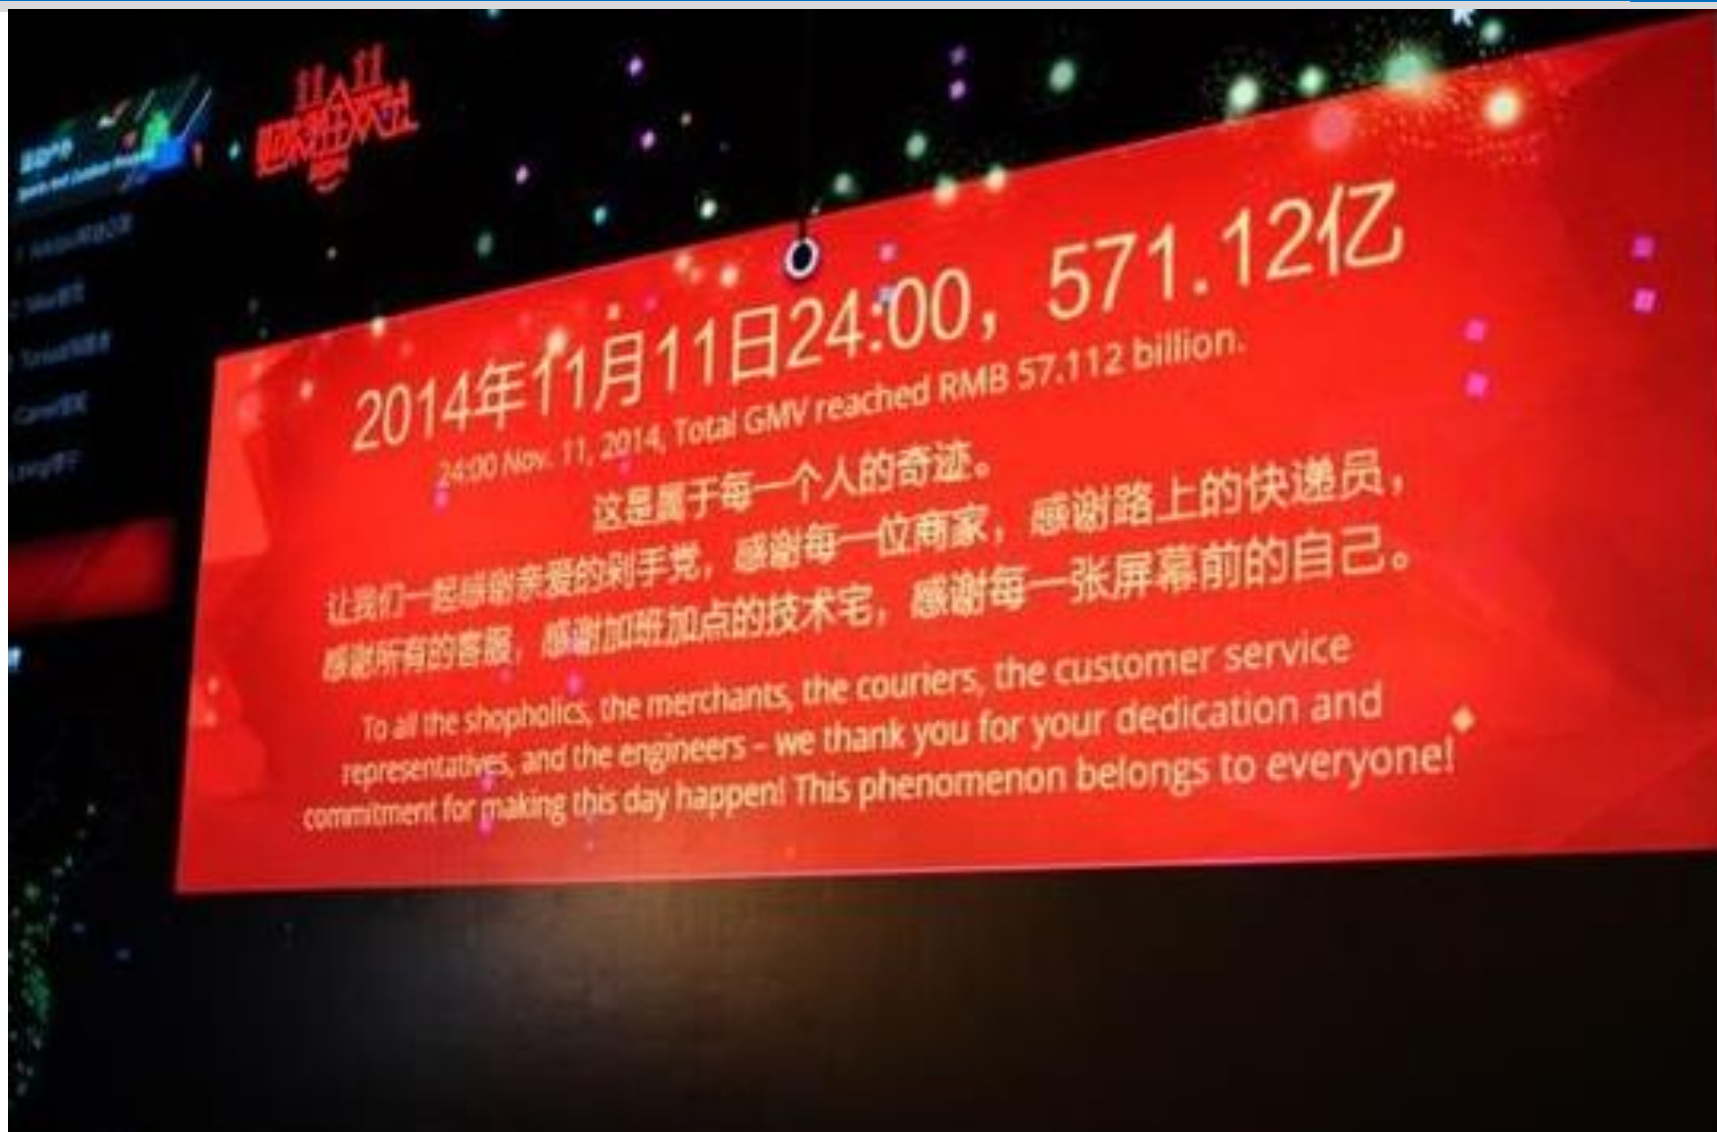 11 11
狂欢节
2014年11月11日24:00，571.12亿
24:00 Nov. 11, 2014, Total GMV reached RMB 57.112 billion.
这是属于每一个人的奇迹。
让我们一起感谢亲爱的剁手党，感谢每一位商家，感谢路上的快递员，
感谢所有的客服，感谢加班加点的技术宅，感谢每一张屏幕前的自己。
To all the shopholics, the merchants, the couriers, the customer service
representatives, and the engineers – we thank you for your dedication and
commitment for making this day happen! This phenomenon belongs to everyone!